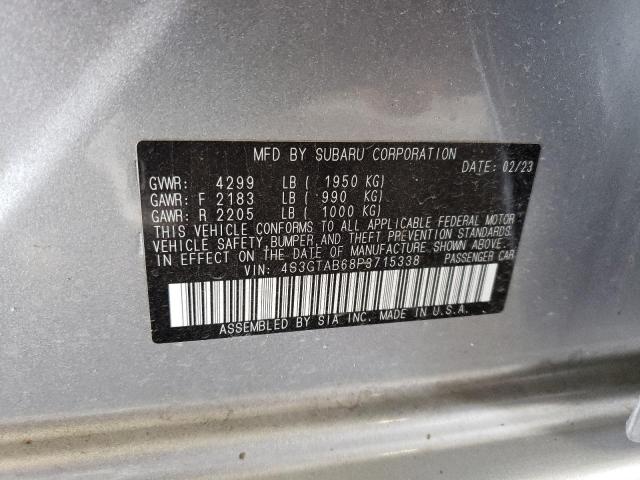 MFD BY SUBARU CORPORATION
DATE: 02/23
GVWR: 4299 LB ( 1950 KG)
GAWR: F 2183 LB ( 990 KG)
GAWR: R 2205 LB ( 1000 KG)
THIS VEHICLE CONFORMS TO ALL APPLICABLE FEDERAL MOTOR
VEHICLE SAFETY, BUMPER, AND THEFT PREVENTION STANDARDS
IN EFFECT ON THE DATE OF MANUFACTURE SHOWN ABOVE.
VIN: 4S3GTAB68P3715338 PASSENGER CAR
ASSEMBLED BY SIA INC. MADE IN U.S.A.